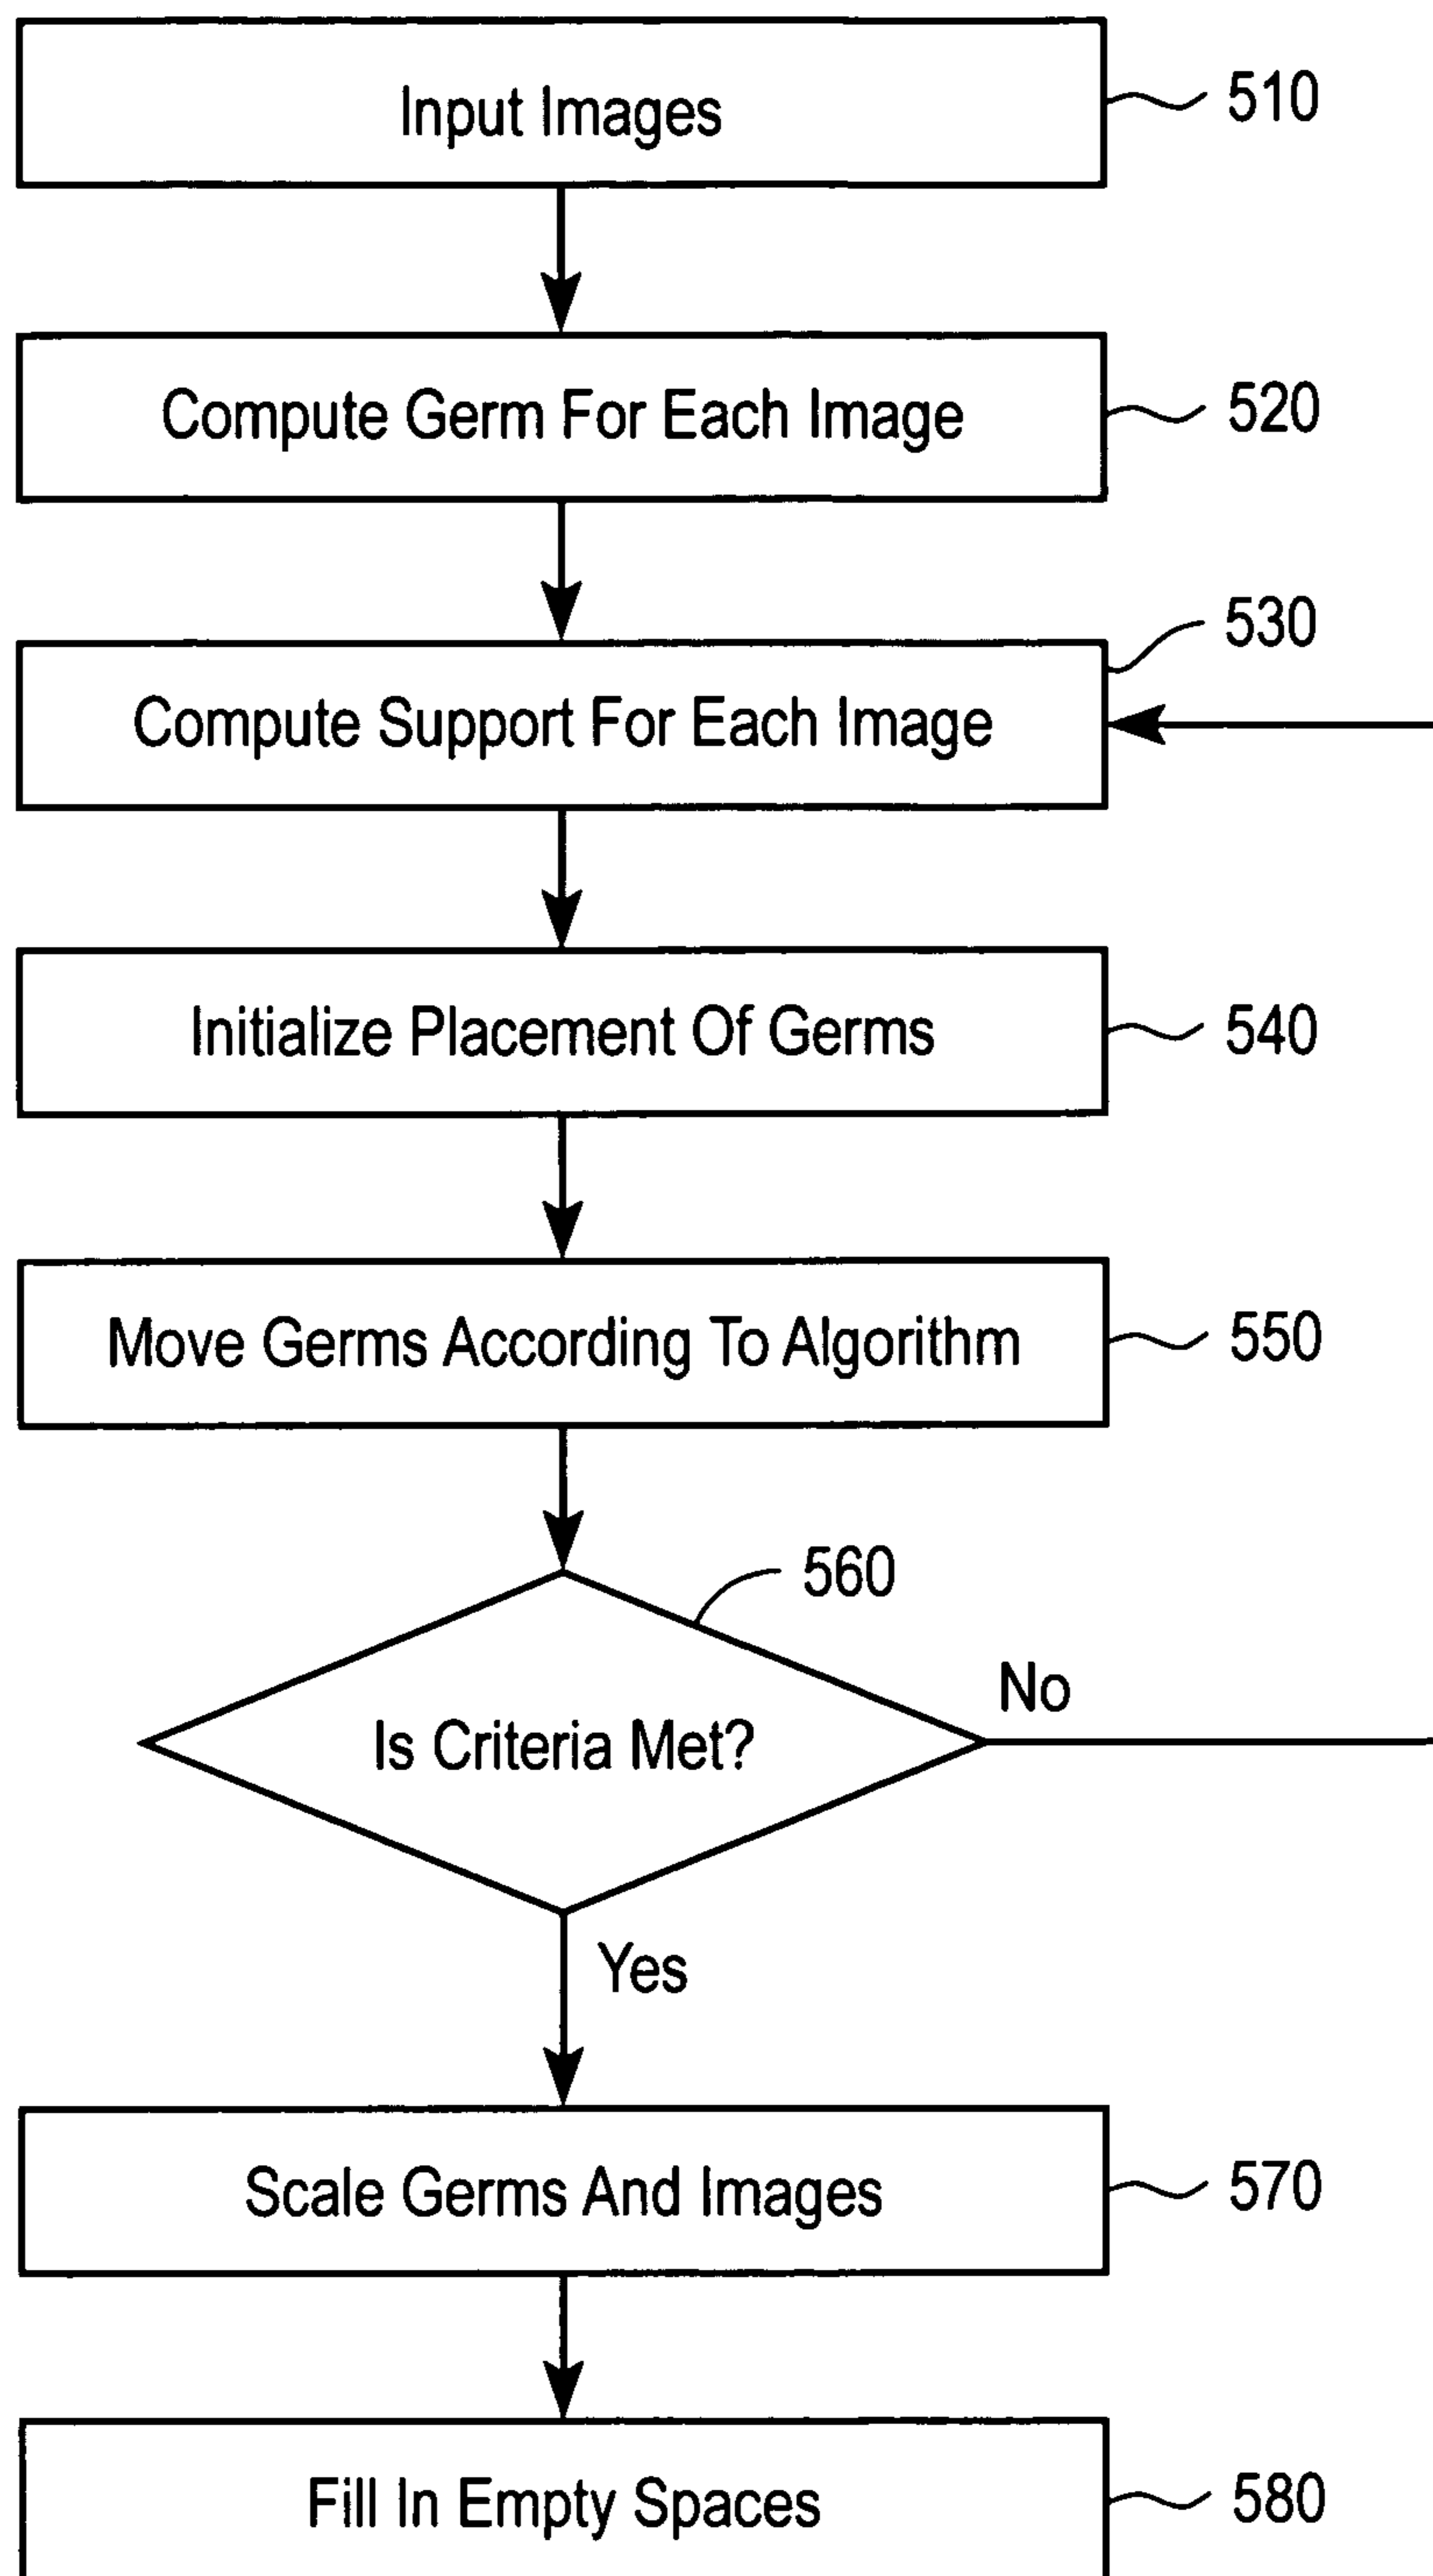 Input Images
510
Compute Germ For Each Image
520
530
Compute Support For Each Image
Initialize Placement Of Germs
540
Move Germs According To Algorithm
550
560
No
Is Criteria Met?
Yes
Scale Germs And Images
570
Fill In Empty Spaces
580